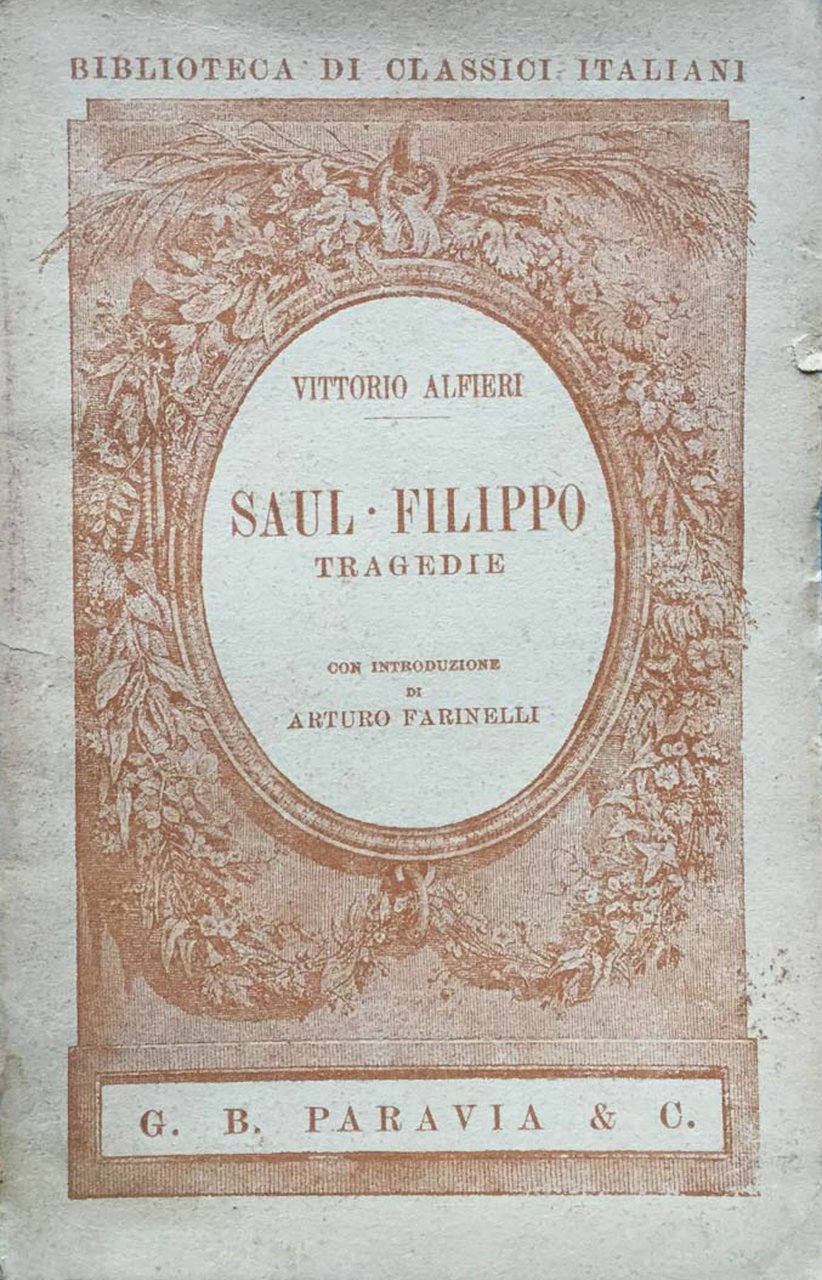 BIBLIOTECA DI CLASSICI ITALIANI
VITTORIO ALFIERI
SAUL · FILIPPO
TRAGEDIE
CON INTRODUZIONE
DI
ARTURO FARINELLI
G. B. PARAVIA & C.